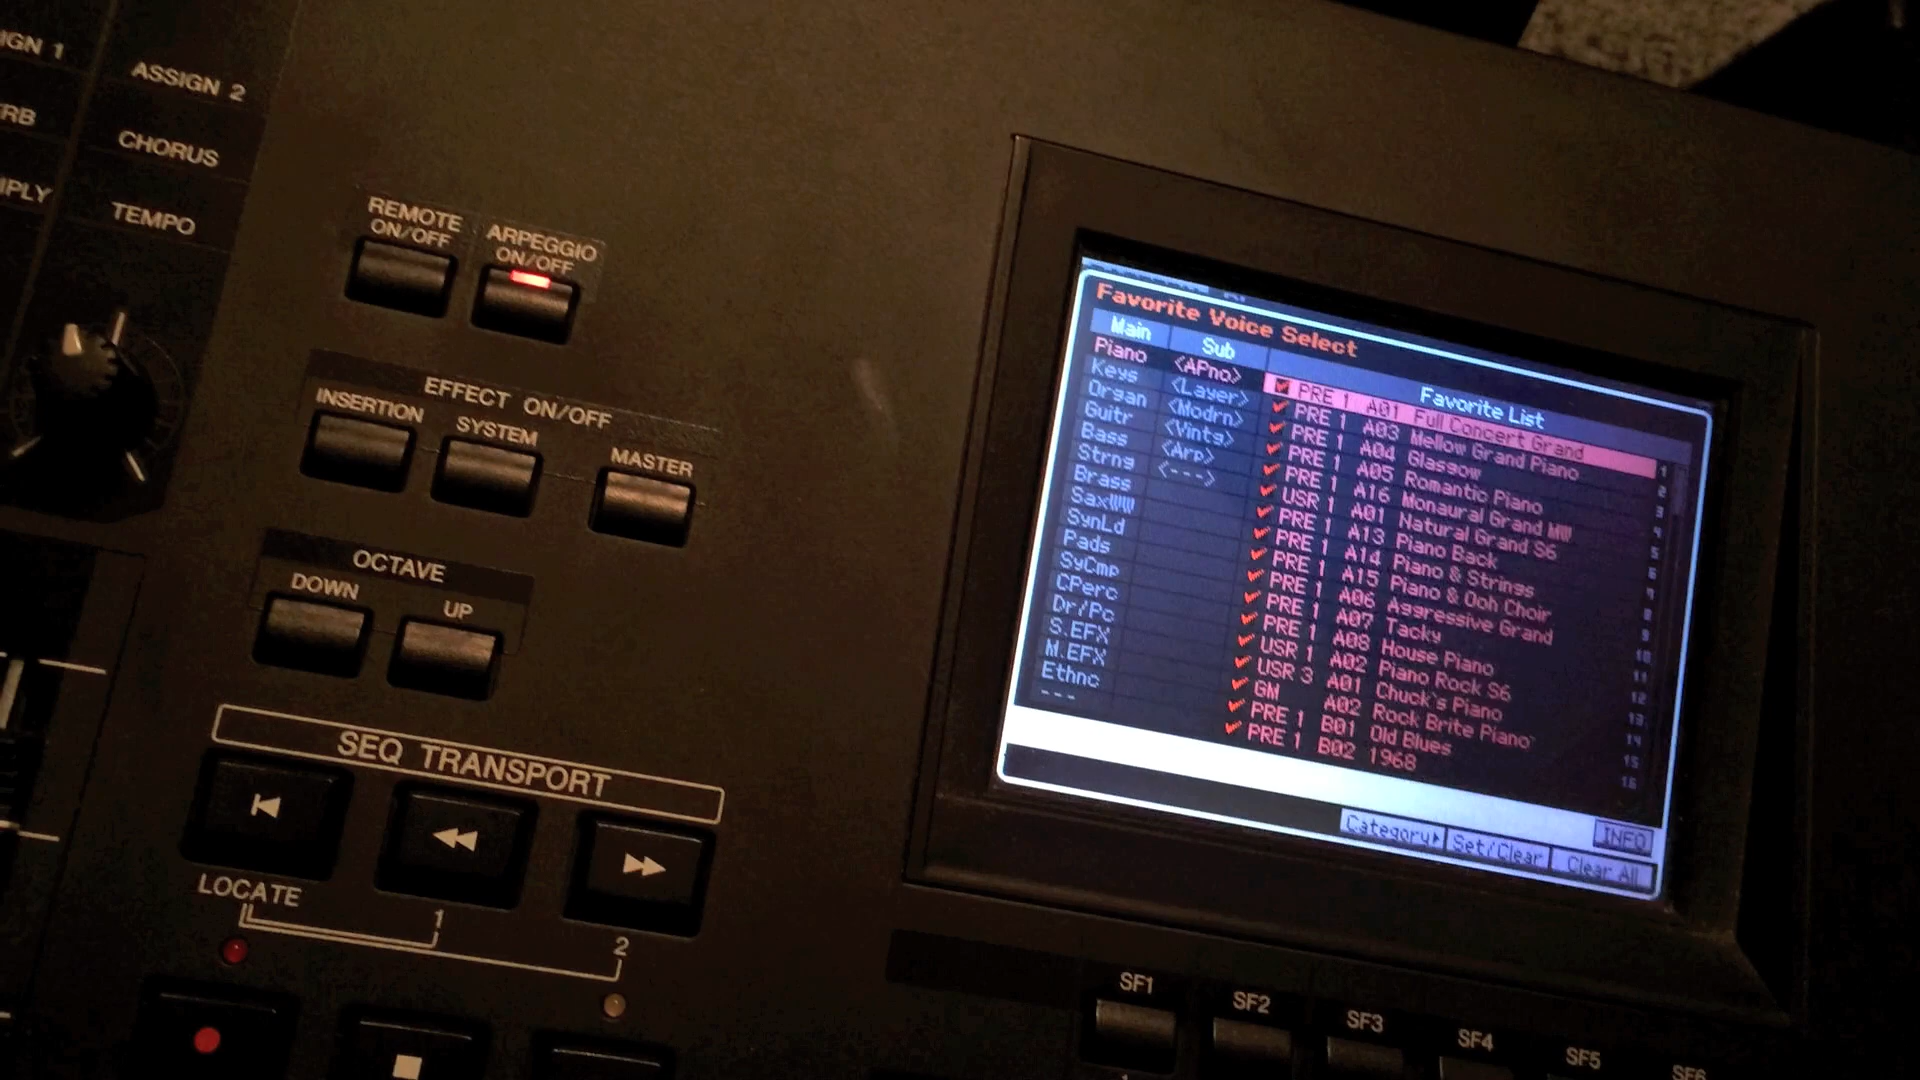 ASSIGN 2
CHORUS
TEMPO
REMOTE
ON/OFF
ARPEGGIO
ON/OFF
EFFECT ON/OFF
INSERTION
SYSTEM
MASTER
OCTAVE
DOWN
UP
SEQ TRANSPORT
LOCATE
1
2
Favorite Voice Select
Main
Sub
Favorite List
Piano
Keys
Organ
Guitr
Bass
Strng
Brass
SaxWW
SynLd
Pads
SyCmp
CPerc
Dr/Pc
S.EFX
M.EFX
Ethnc
---
<APno>
<Layer>
<Modrn>
<Vintg>
<Arp>
<--->
PRE 1 A01 Full Concert Grand 1
PRE 1 A03 Mellow Grand Piano 2
PRE 1 A04 Glasgow 3
PRE 1 A05 Romantic Piano 4
PRE 1 A16 Monaural Grand MW 5
USR 1 A01 Natural Grand S6 6
PRE 1 A13 Piano Back 7
PRE 1 A14 Piano & Strings 8
PRE 1 A15 Piano & Ooh Choir 9
PRE 1 A06 Aggressive Grand 10
PRE 1 A07 Tacky 11
PRE 1 A08 House Piano 12
USR 1 A02 Piano Rock S6 13
USR 3 A01 Chuck's Piano 14
GM A02 Rock Brite Piano 15
PRE 1 B01 Old Blues 16
PRE 1 B02 1968
INFO
Category
Set/Clear
Clear All
SF1
SF2
SF3
SF4
SF5
SF6